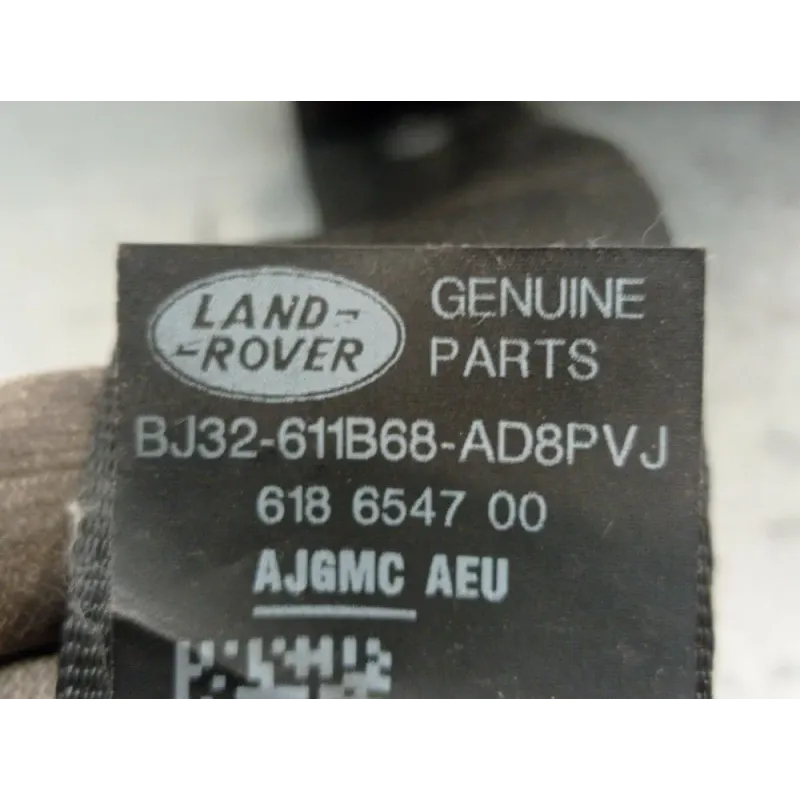 LAND-
-ROVER
GENUINE
PARTS
BJ32-611B68-AD8PVJ
618 6547 00
AJGMC AEU